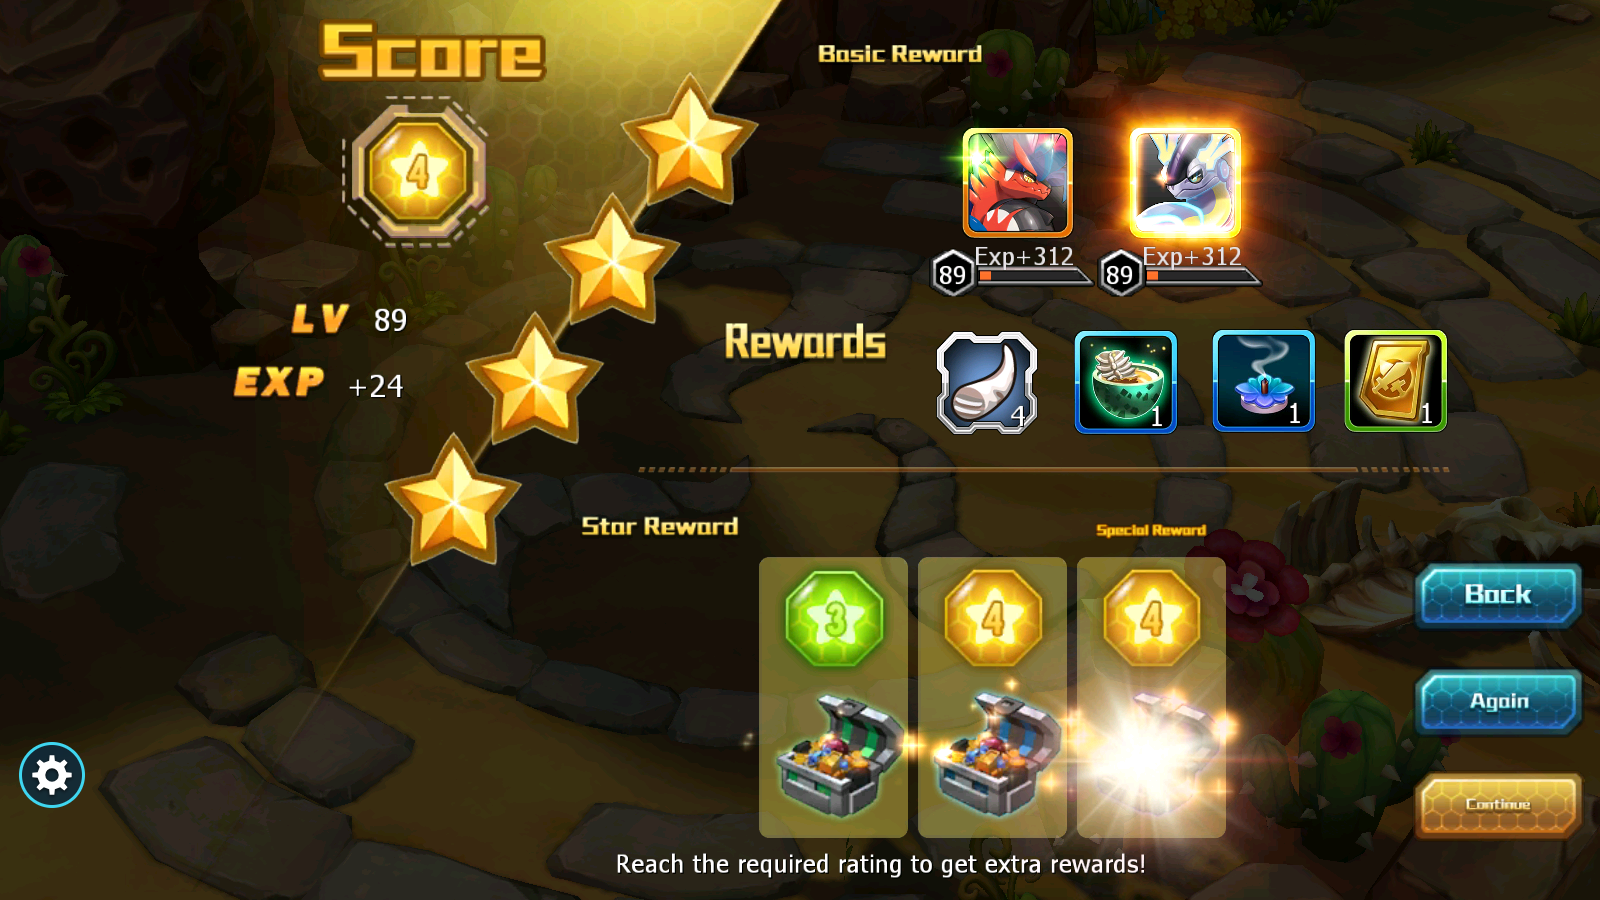 Score
4
LV 89
EXP +24
Basic Reward
Exp+312 Exp+312
89 89
Rewards
4 1 1 1
Star Reward
Special Reward
3 4 4
Back
Again
Continue
Reach the required rating to get extra rewards!